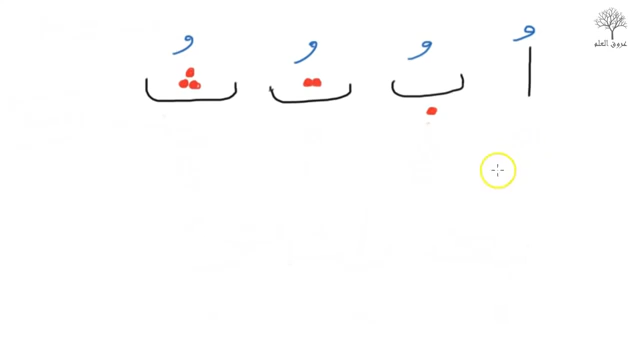 اُ بُ تُ ثُ
عروق العلم